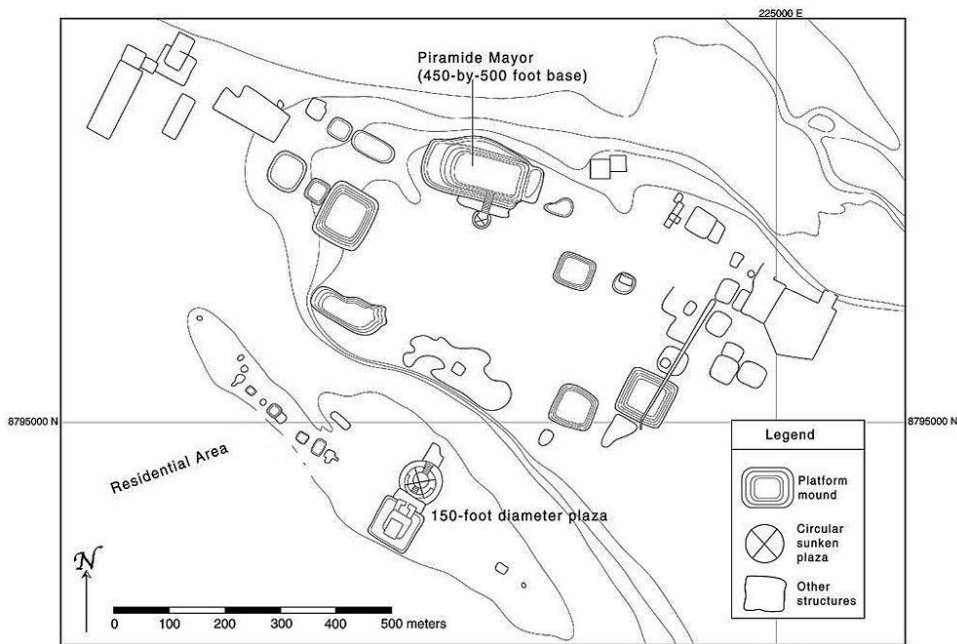 225000 E
Piramide Mayor
(450-by-500 foot base)
8795000 N
8795000 N
Residential Area
150-foot diameter plaza
N
0 100 200 300 400 500 meters
Legend
Platform
mound
Circular
sunken
plaza
Other
structures